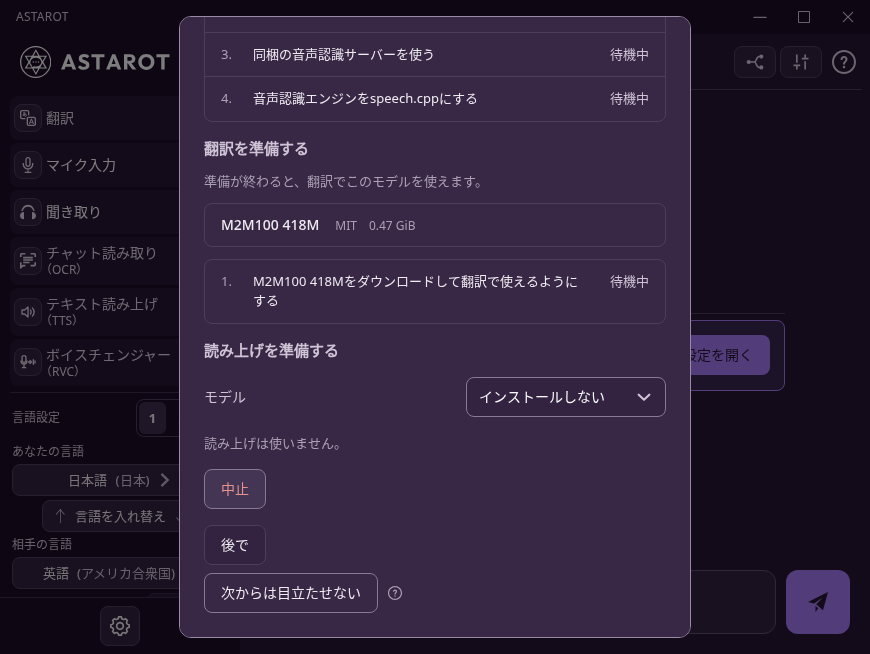 ASTAROT
ASTAROT
翻訳
マイク入力
聞き取り
チャット読み取り
(OCR)
テキスト読み上げ
(TTS)
ボイスチェンジャー
(RVC)
言語設定
1
あなたの言語
日本語 (日本)
言語を入れ替え
相手の言語
英語 (アメリカ合衆国)
3. 同梱の音声認識サーバーを使う 待機中
4. 音声認識エンジンをspeech.cppにする 待機中
翻訳を準備する
準備が終わると、翻訳でこのモデルを使えます。
M2M100 418M MIT 0.47 GiB
1. M2M100 418Mをダウンロードして翻訳で使えるように 待機中
する
読み上げを準備する
モデル インストールしない
読み上げは使いません。
中止
後で
次からは目立たせない
設定を開く